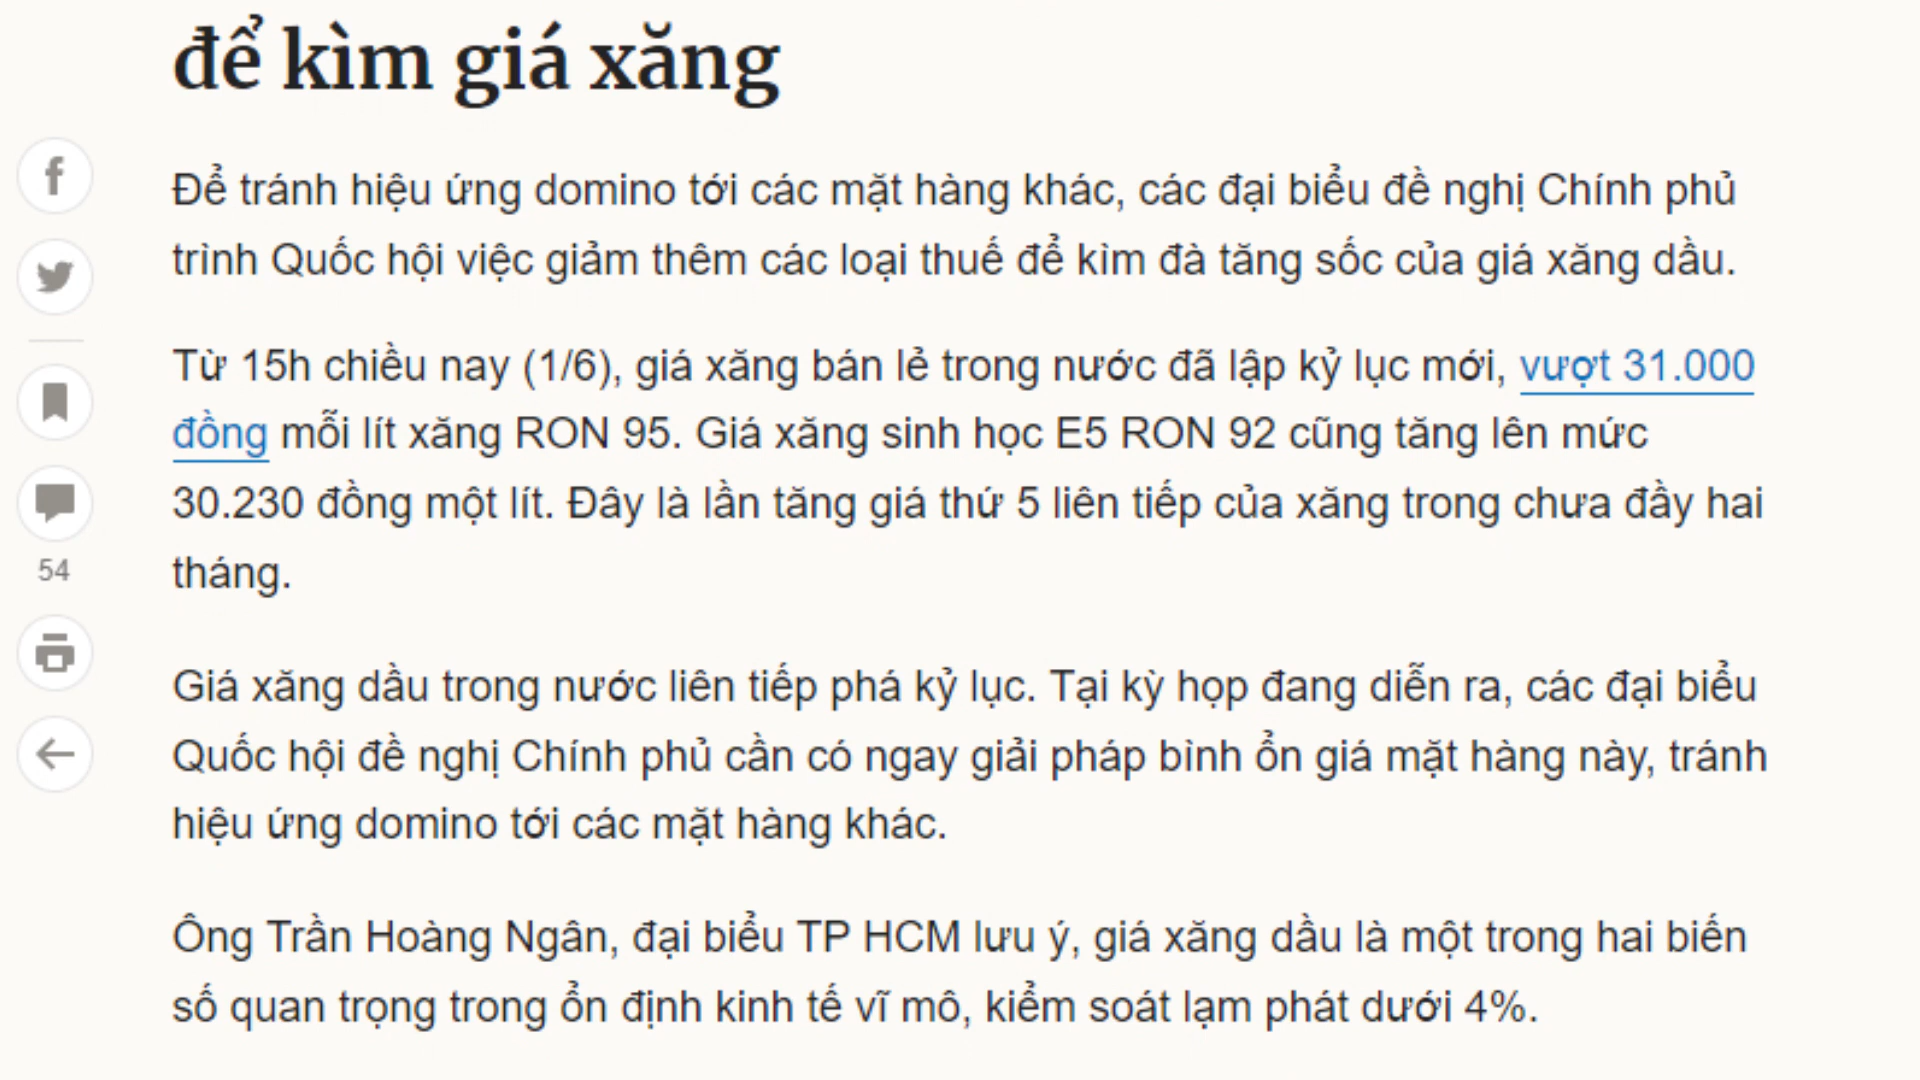 để kìm giá xăng
Để tránh hiệu ứng domino tới các mặt hàng khác, các đại biểu đề nghị Chính phủ
trình Quốc hội việc giảm thêm các loại thuế để kìm đà tăng sốc của giá xăng dầu.
Từ 15h chiều nay (1/6), giá xăng bán lẻ trong nước đã lập kỷ lục mới, vượt 31.000
đồng mỗi lít xăng RON 95. Giá xăng sinh học E5 RON 92 cũng tăng lên mức
30.230 đồng một lít. Đây là lần tăng giá thứ 5 liên tiếp của xăng trong chưa đầy hai
tháng.
54
Giá xăng dầu trong nước liên tiếp phá kỷ lục. Tại kỳ họp đang diễn ra, các đại biểu
Quốc hội đề nghị Chính phủ cần có ngay giải pháp bình ổn giá mặt hàng này, tránh
hiệu ứng domino tới các mặt hàng khác.
Ông Trần Hoàng Ngân, đại biểu TP HCM lưu ý, giá xăng dầu là một trong hai biến
số quan trọng trong ổn định kinh tế vĩ mô, kiểm soát lạm phát dưới 4%.